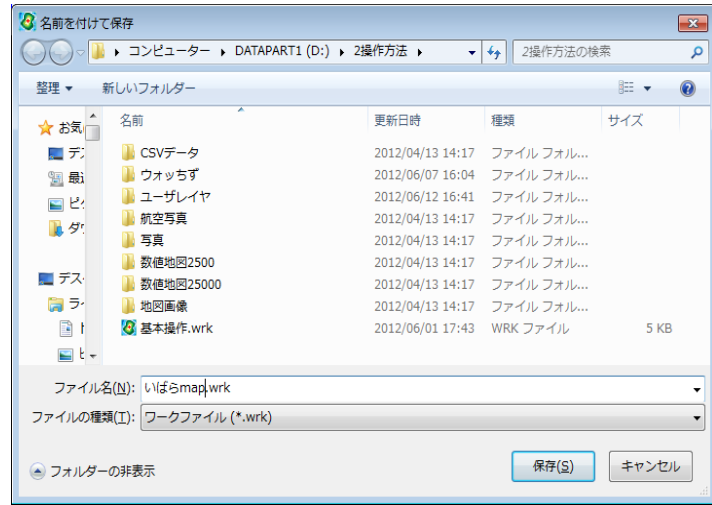 名前を付けて保存
コンピューター ▸ DATAPART1 (D:) ▸ 2操作方法 ▸
2操作方法の検索
整理 新しいフォルダー
名前 更新日時 種類 サイズ
お気
デス
最近
ピ
ダウ
デスク
ラ
CSVデータ 2012/04/13 14:17 ファイル フォル...
ウォッちず 2012/06/07 16:04 ファイル フォル...
ユーザレイヤ 2012/06/12 16:41 ファイル フォル...
航空写真 2012/04/13 14:17 ファイル フォル...
写真 2012/04/13 14:17 ファイル フォル...
数値地図2500 2012/04/13 14:17 ファイル フォル...
数値地図25000 2012/04/13 14:17 ファイル フォル...
地図画像 2012/04/13 14:17 ファイル フォル...
基本操作.wrk 2012/06/01 17:43 WRK ファイル 5 KB
ファイル名(N): いばらmap.wrk
ファイルの種類(T): ワークファイル (*.wrk)
フォルダーの非表示
保存(S) キャンセル